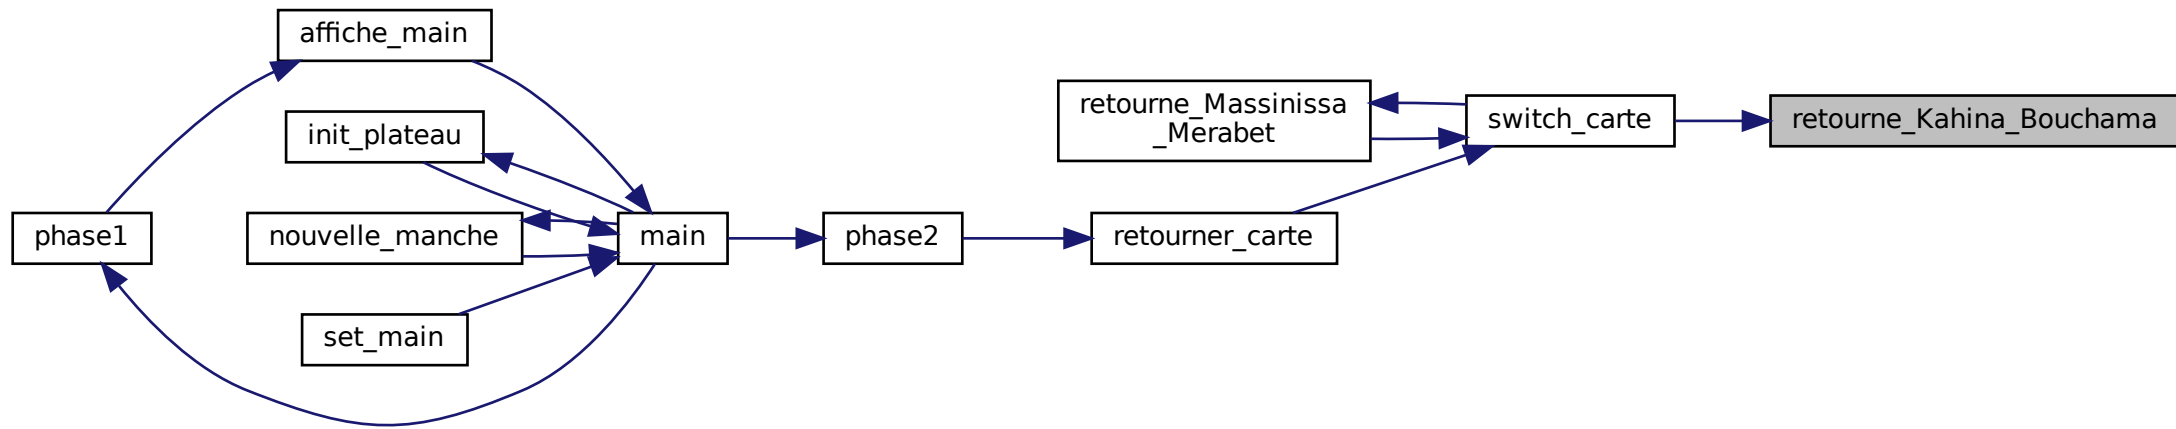 affiche_main
retourne_Massinissa
_Merabet
init_plateau
switch_carte
retourne_Kahina_Bouchama
phase1
nouvelle_manche
main
phase2
retourner_carte
set_main